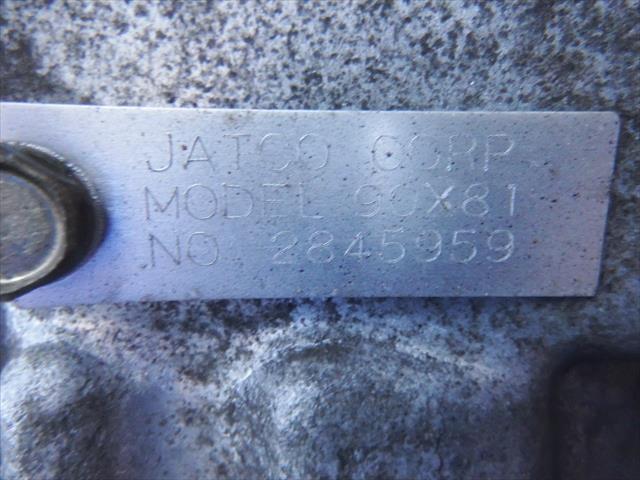 JATCO CORP
MODEL 90X81
NO 2845959